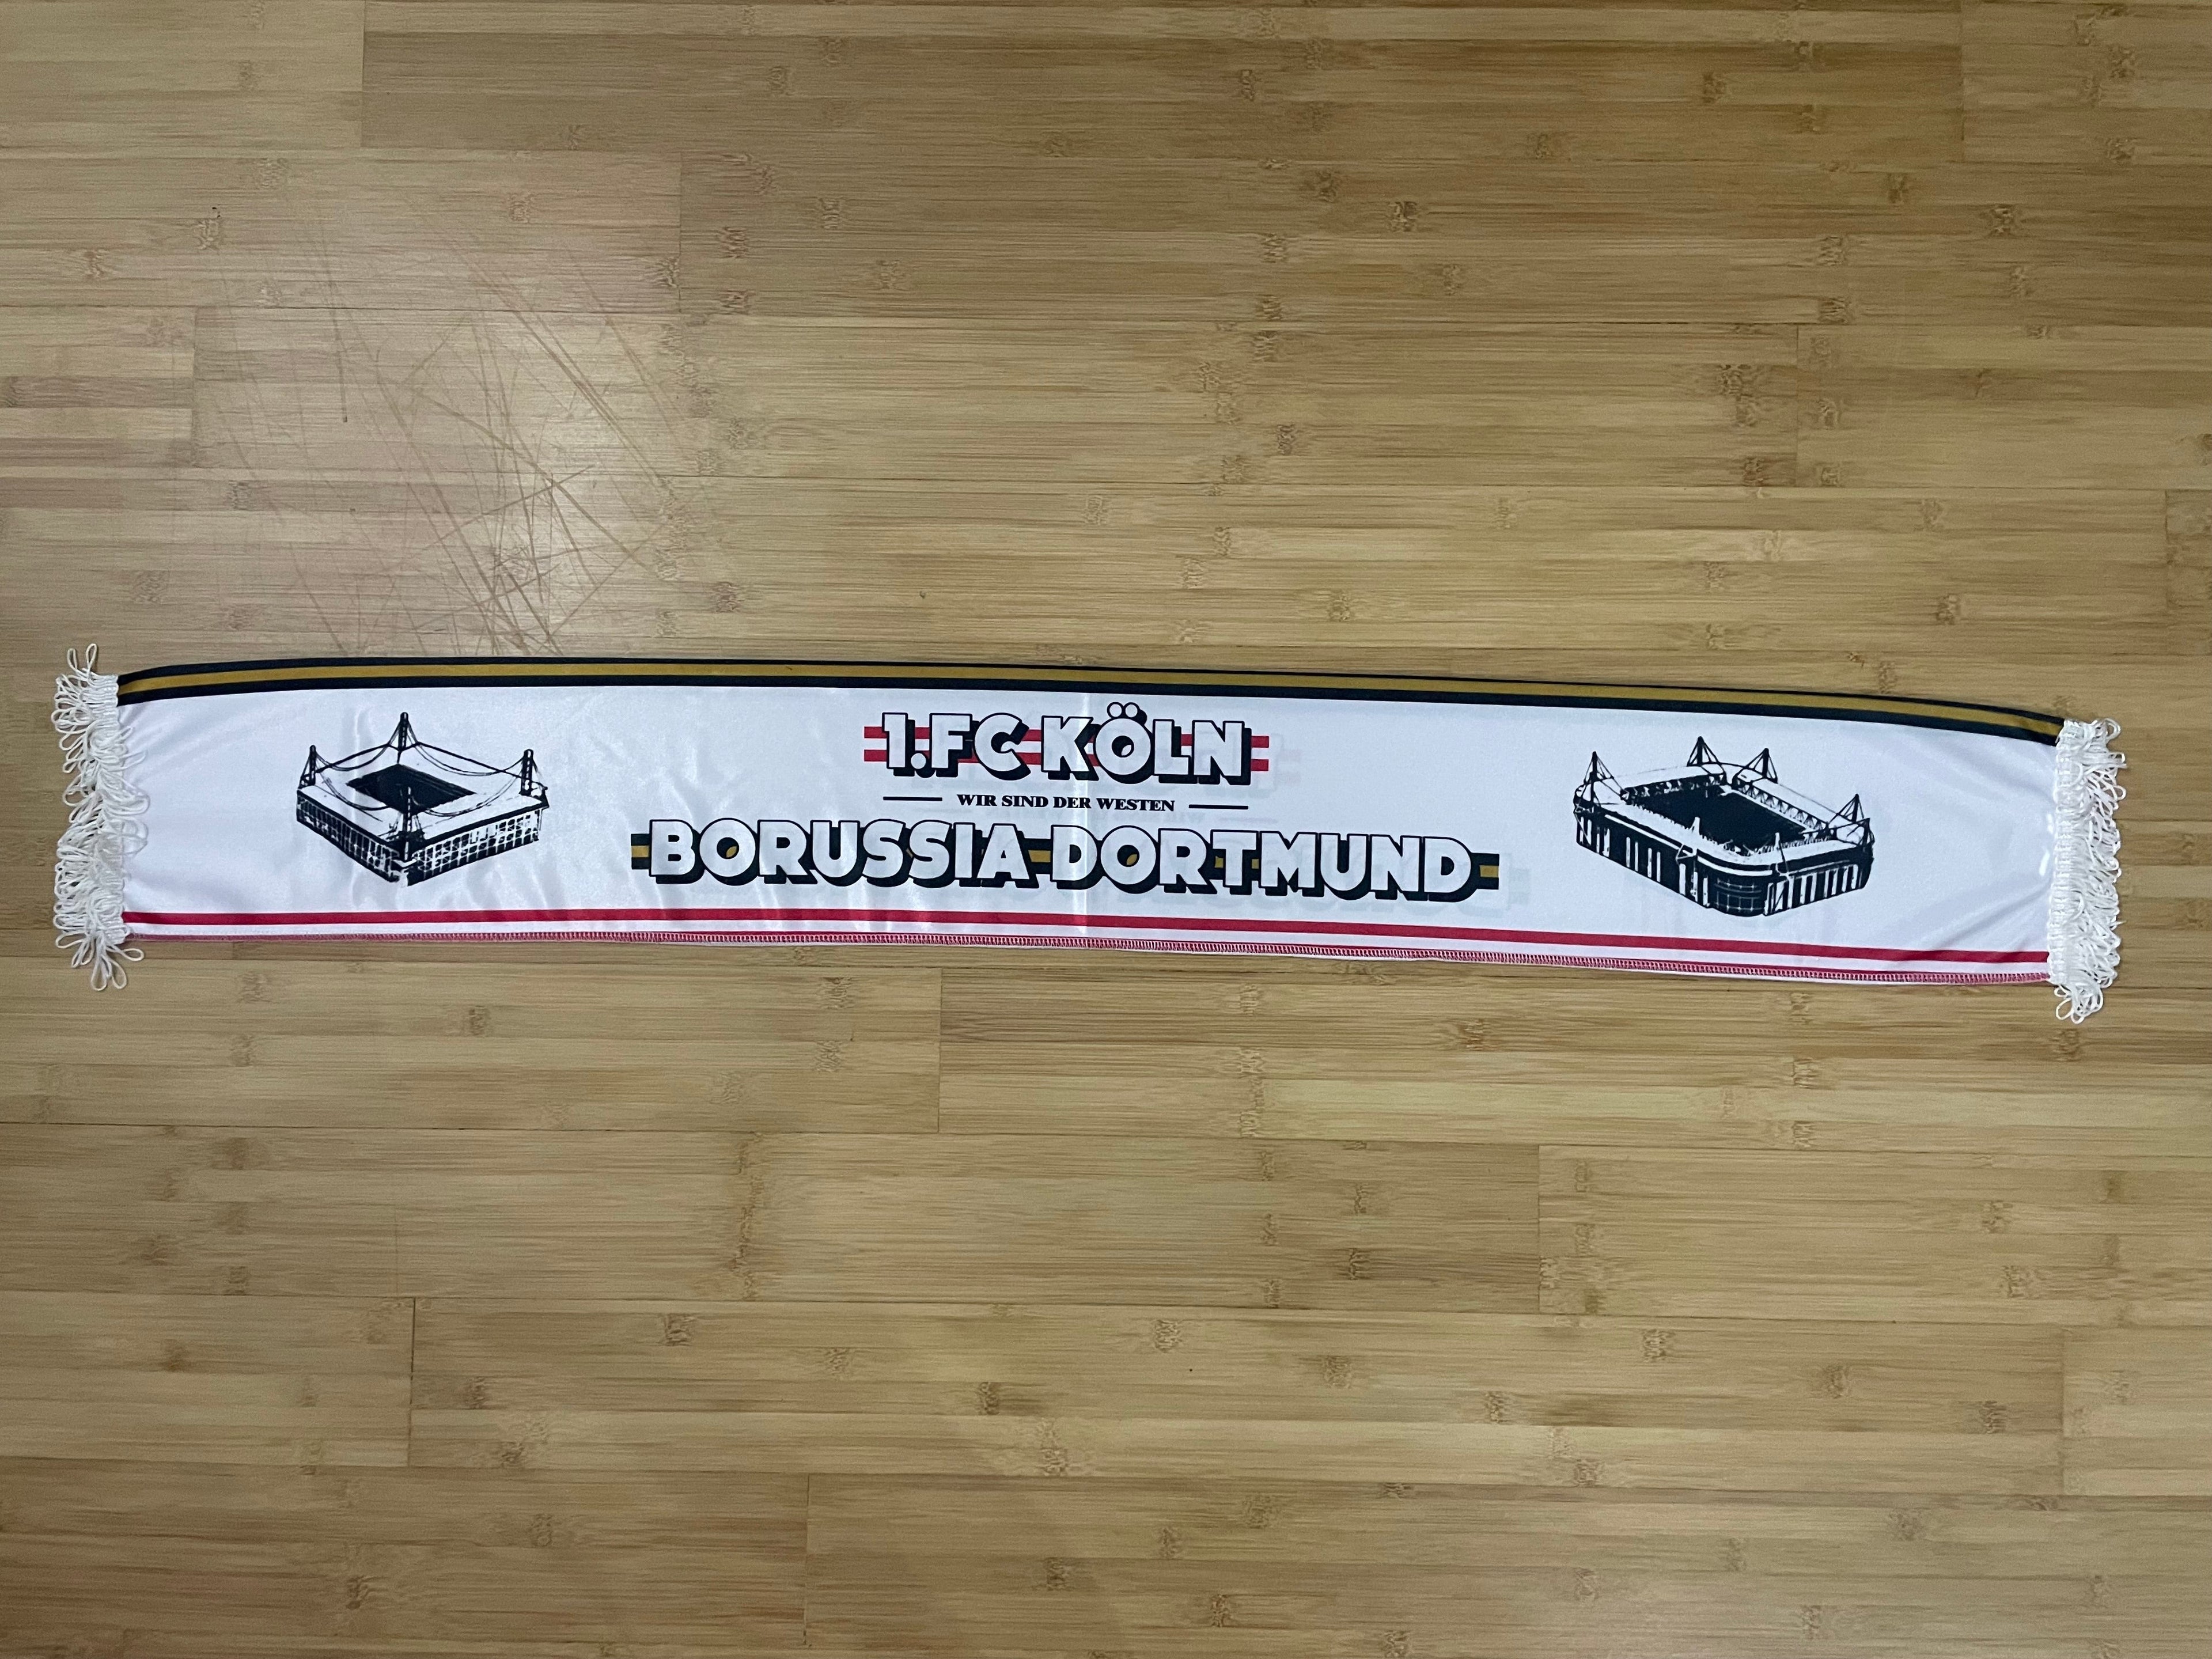 1.FC KÖLN
WIR SIND DER WESTEN
BORUSSIA DORTMUND